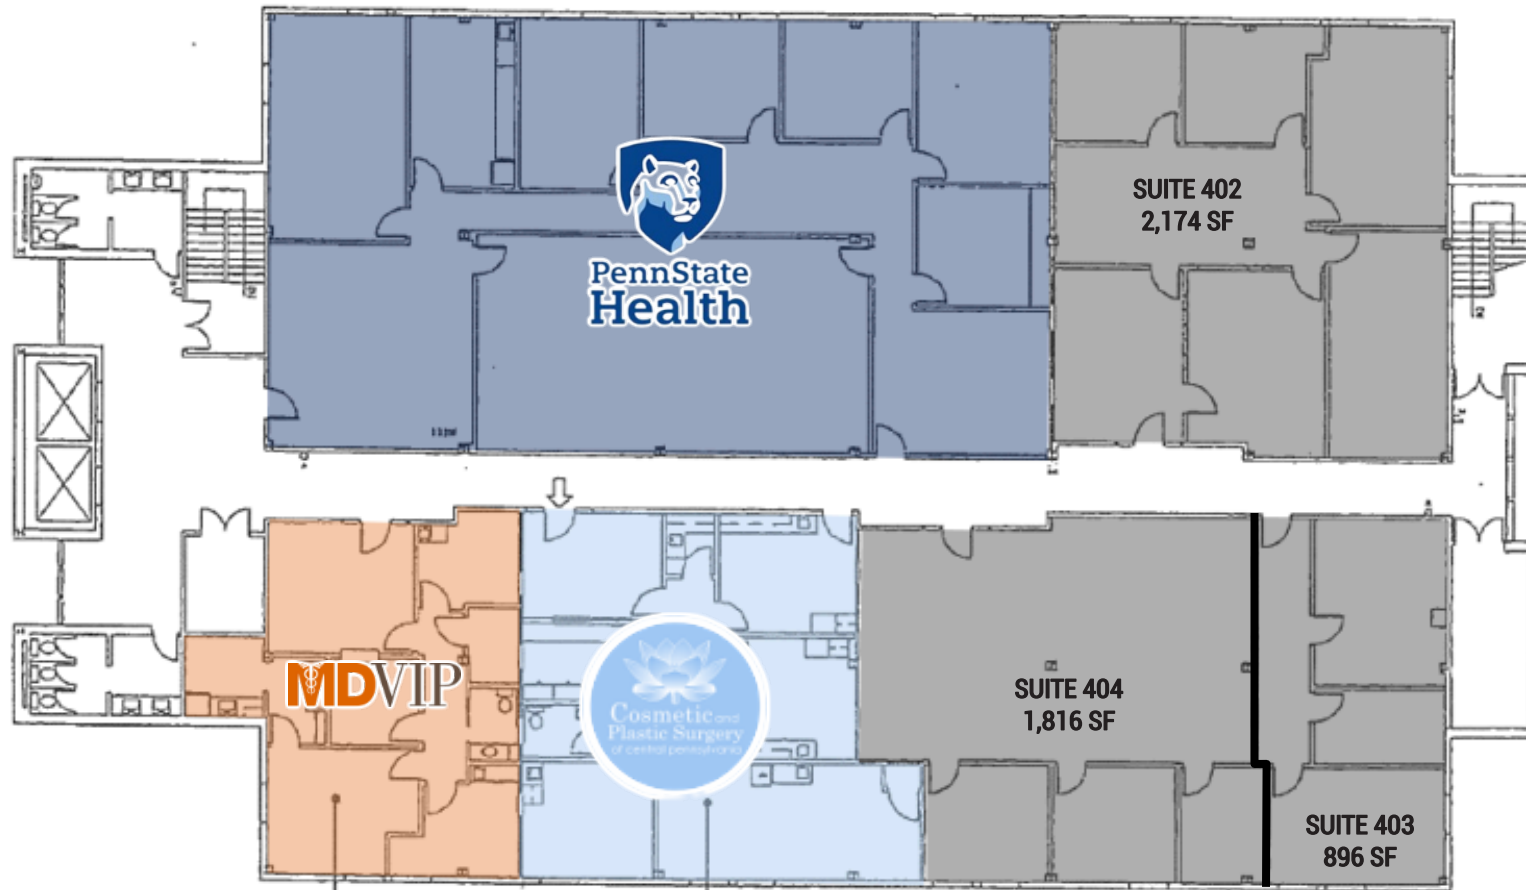 SUITE 402
2,174 SF
PennState
Health
MDVIP
Cosmetic and
Plastic Surgery
of central pennsylvania
SUITE 404
1,816 SF
SUITE 403
896 SF